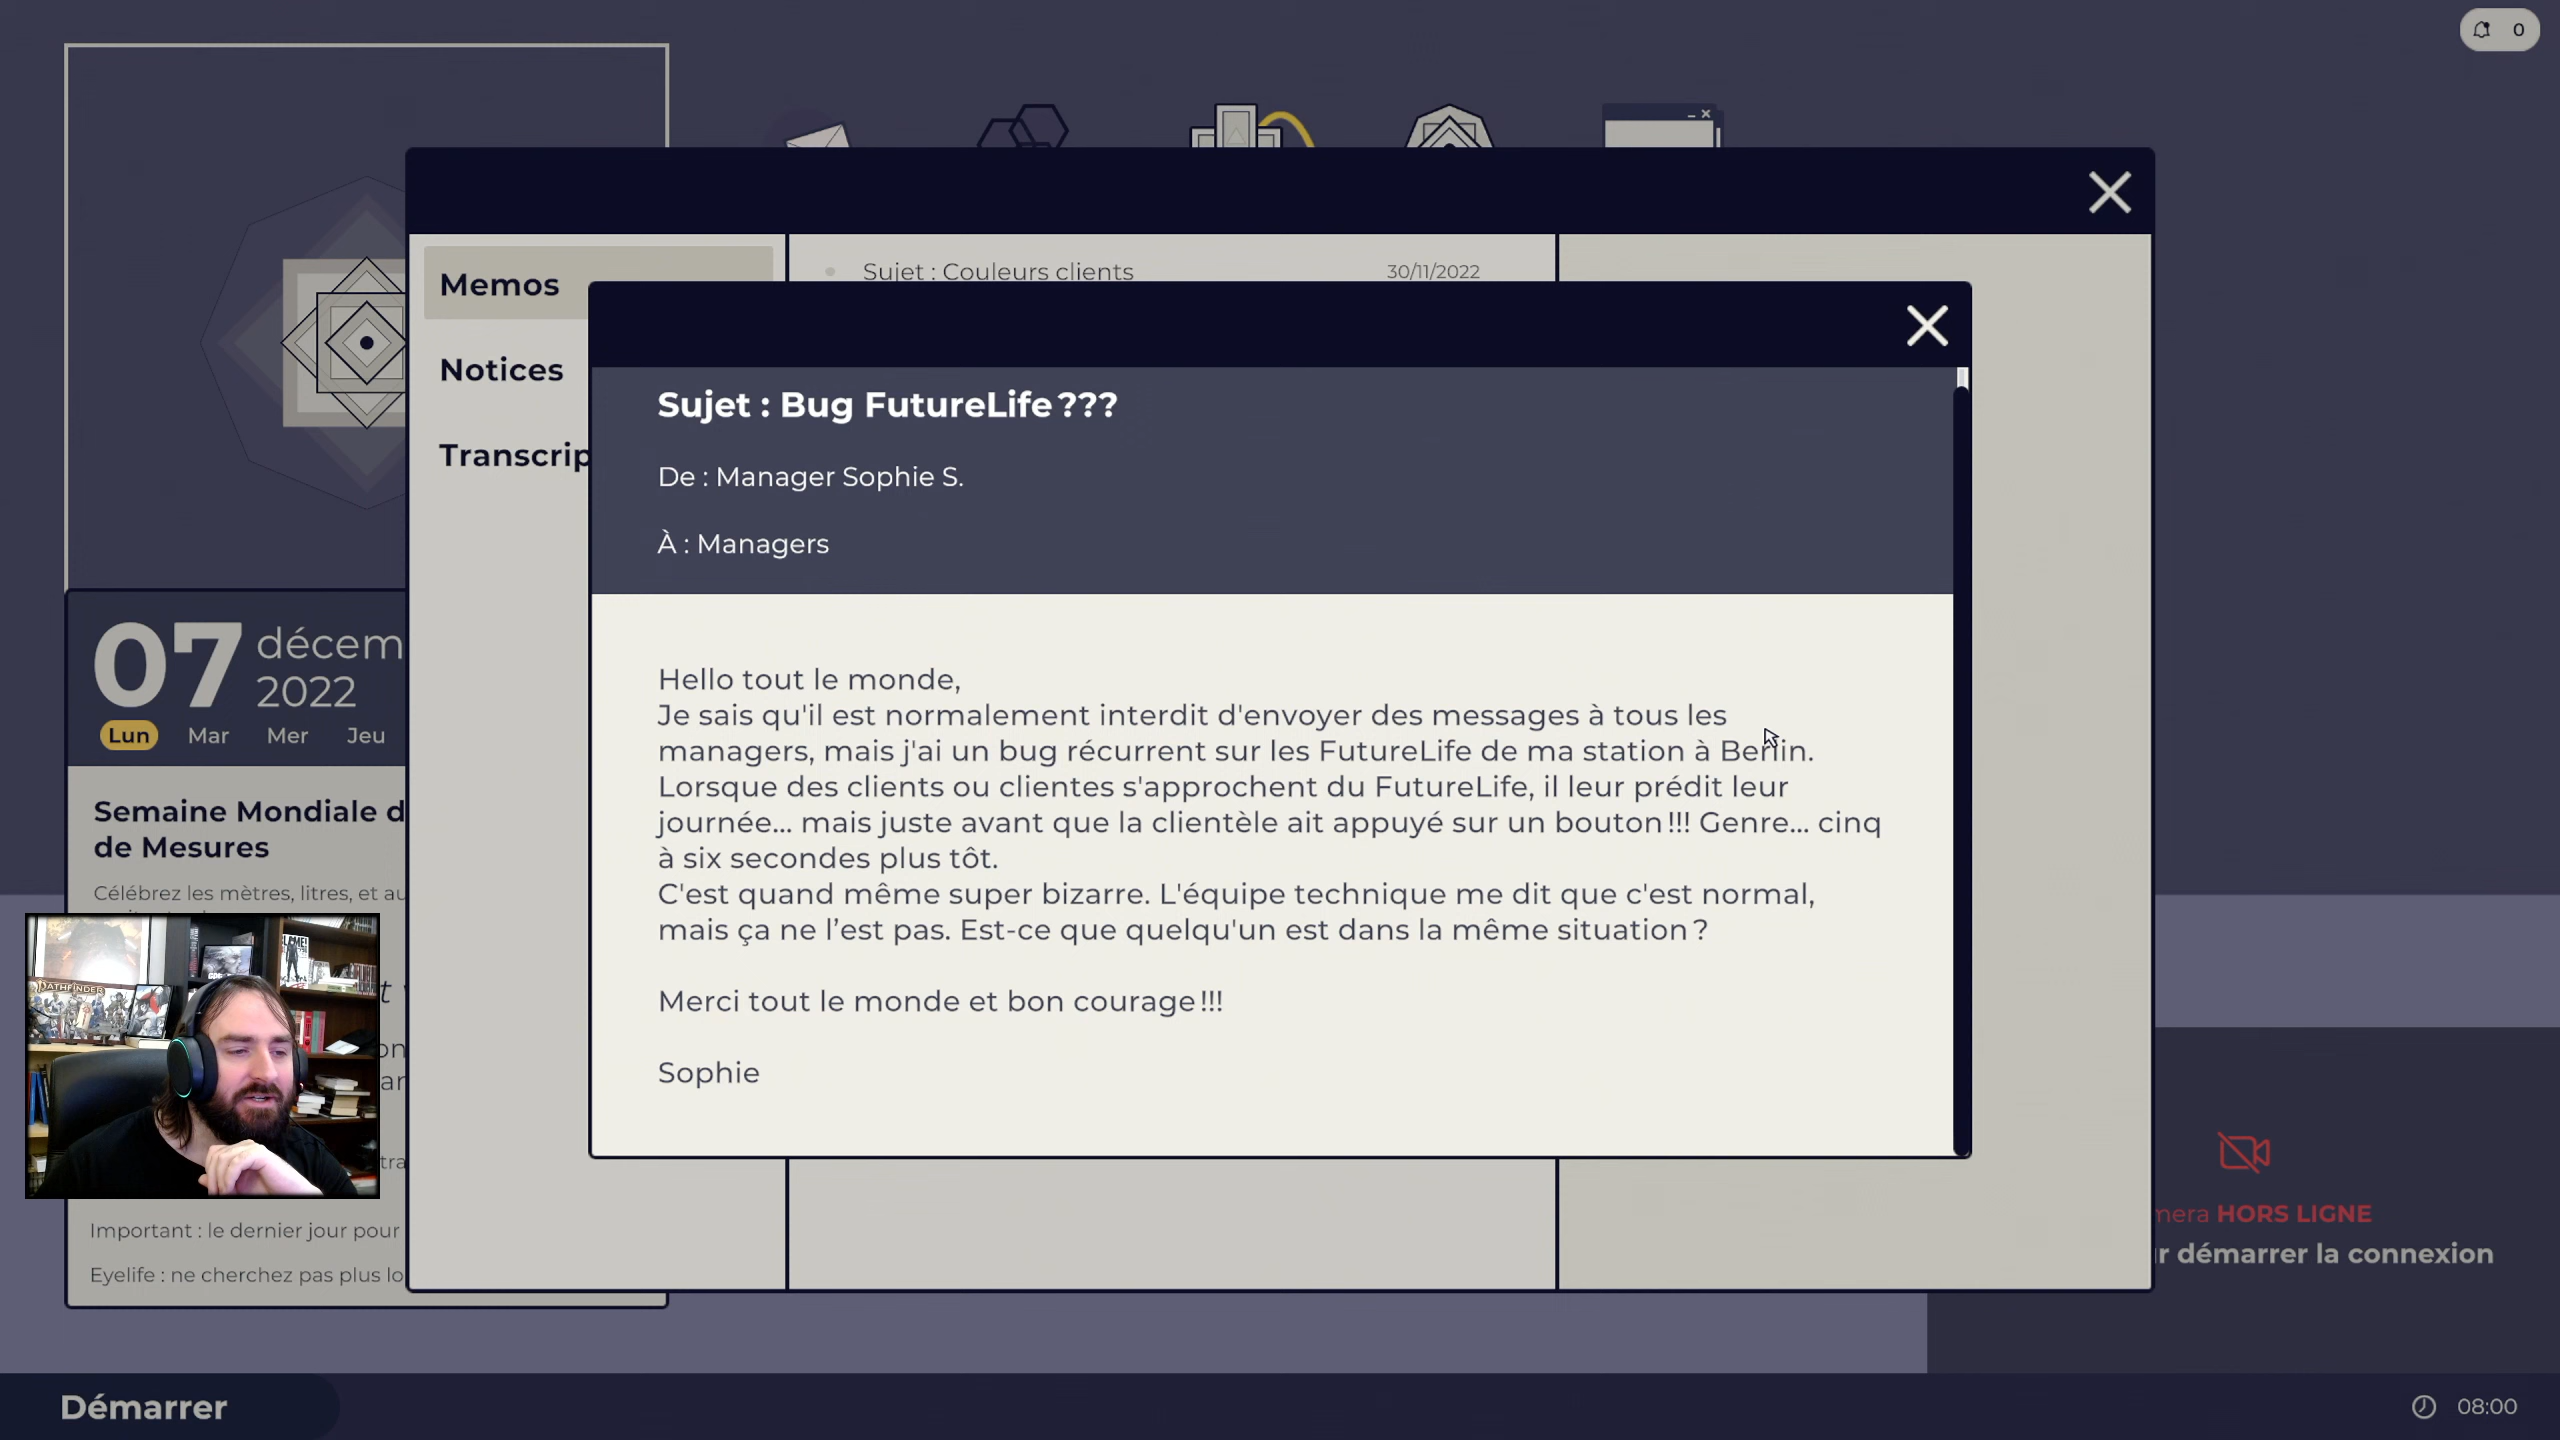 0
Sujet : Couleurs clients 30/11/2022
Memos
Notices
Transcrip
Sujet : Bug FutureLife ???
De : Manager Sophie S.
À : Managers
Hello tout le monde,
Je sais qu'il est normalement interdit d'envoyer des messages à tous les
managers, mais j'ai un bug récurrent sur les FutureLife de ma station à Berlin.
Lorsque des clients ou clientes s'approchent du FutureLife, il leur prédit leur
journée... mais juste avant que la clientèle ait appuyé sur un bouton !!! Genre... cinq
à six secondes plus tôt.
C'est quand même super bizarre. L'équipe technique me dit que c'est normal,
mais ça ne l’est pas. Est-ce que quelqu'un est dans la même situation ?
Merci tout le monde et bon courage !!!
Sophie
07 décem
2022
Lun Mar Mer Jeu
Semaine Mondiale d
de Mesures
Célébrez les mètres, litres, et au
PATHFINDER
Important : le dernier jour pour
Eyelife : ne cherchez pas plus lo
mera HORS LIGNE
r démarrer la connexion
Démarrer
08:00